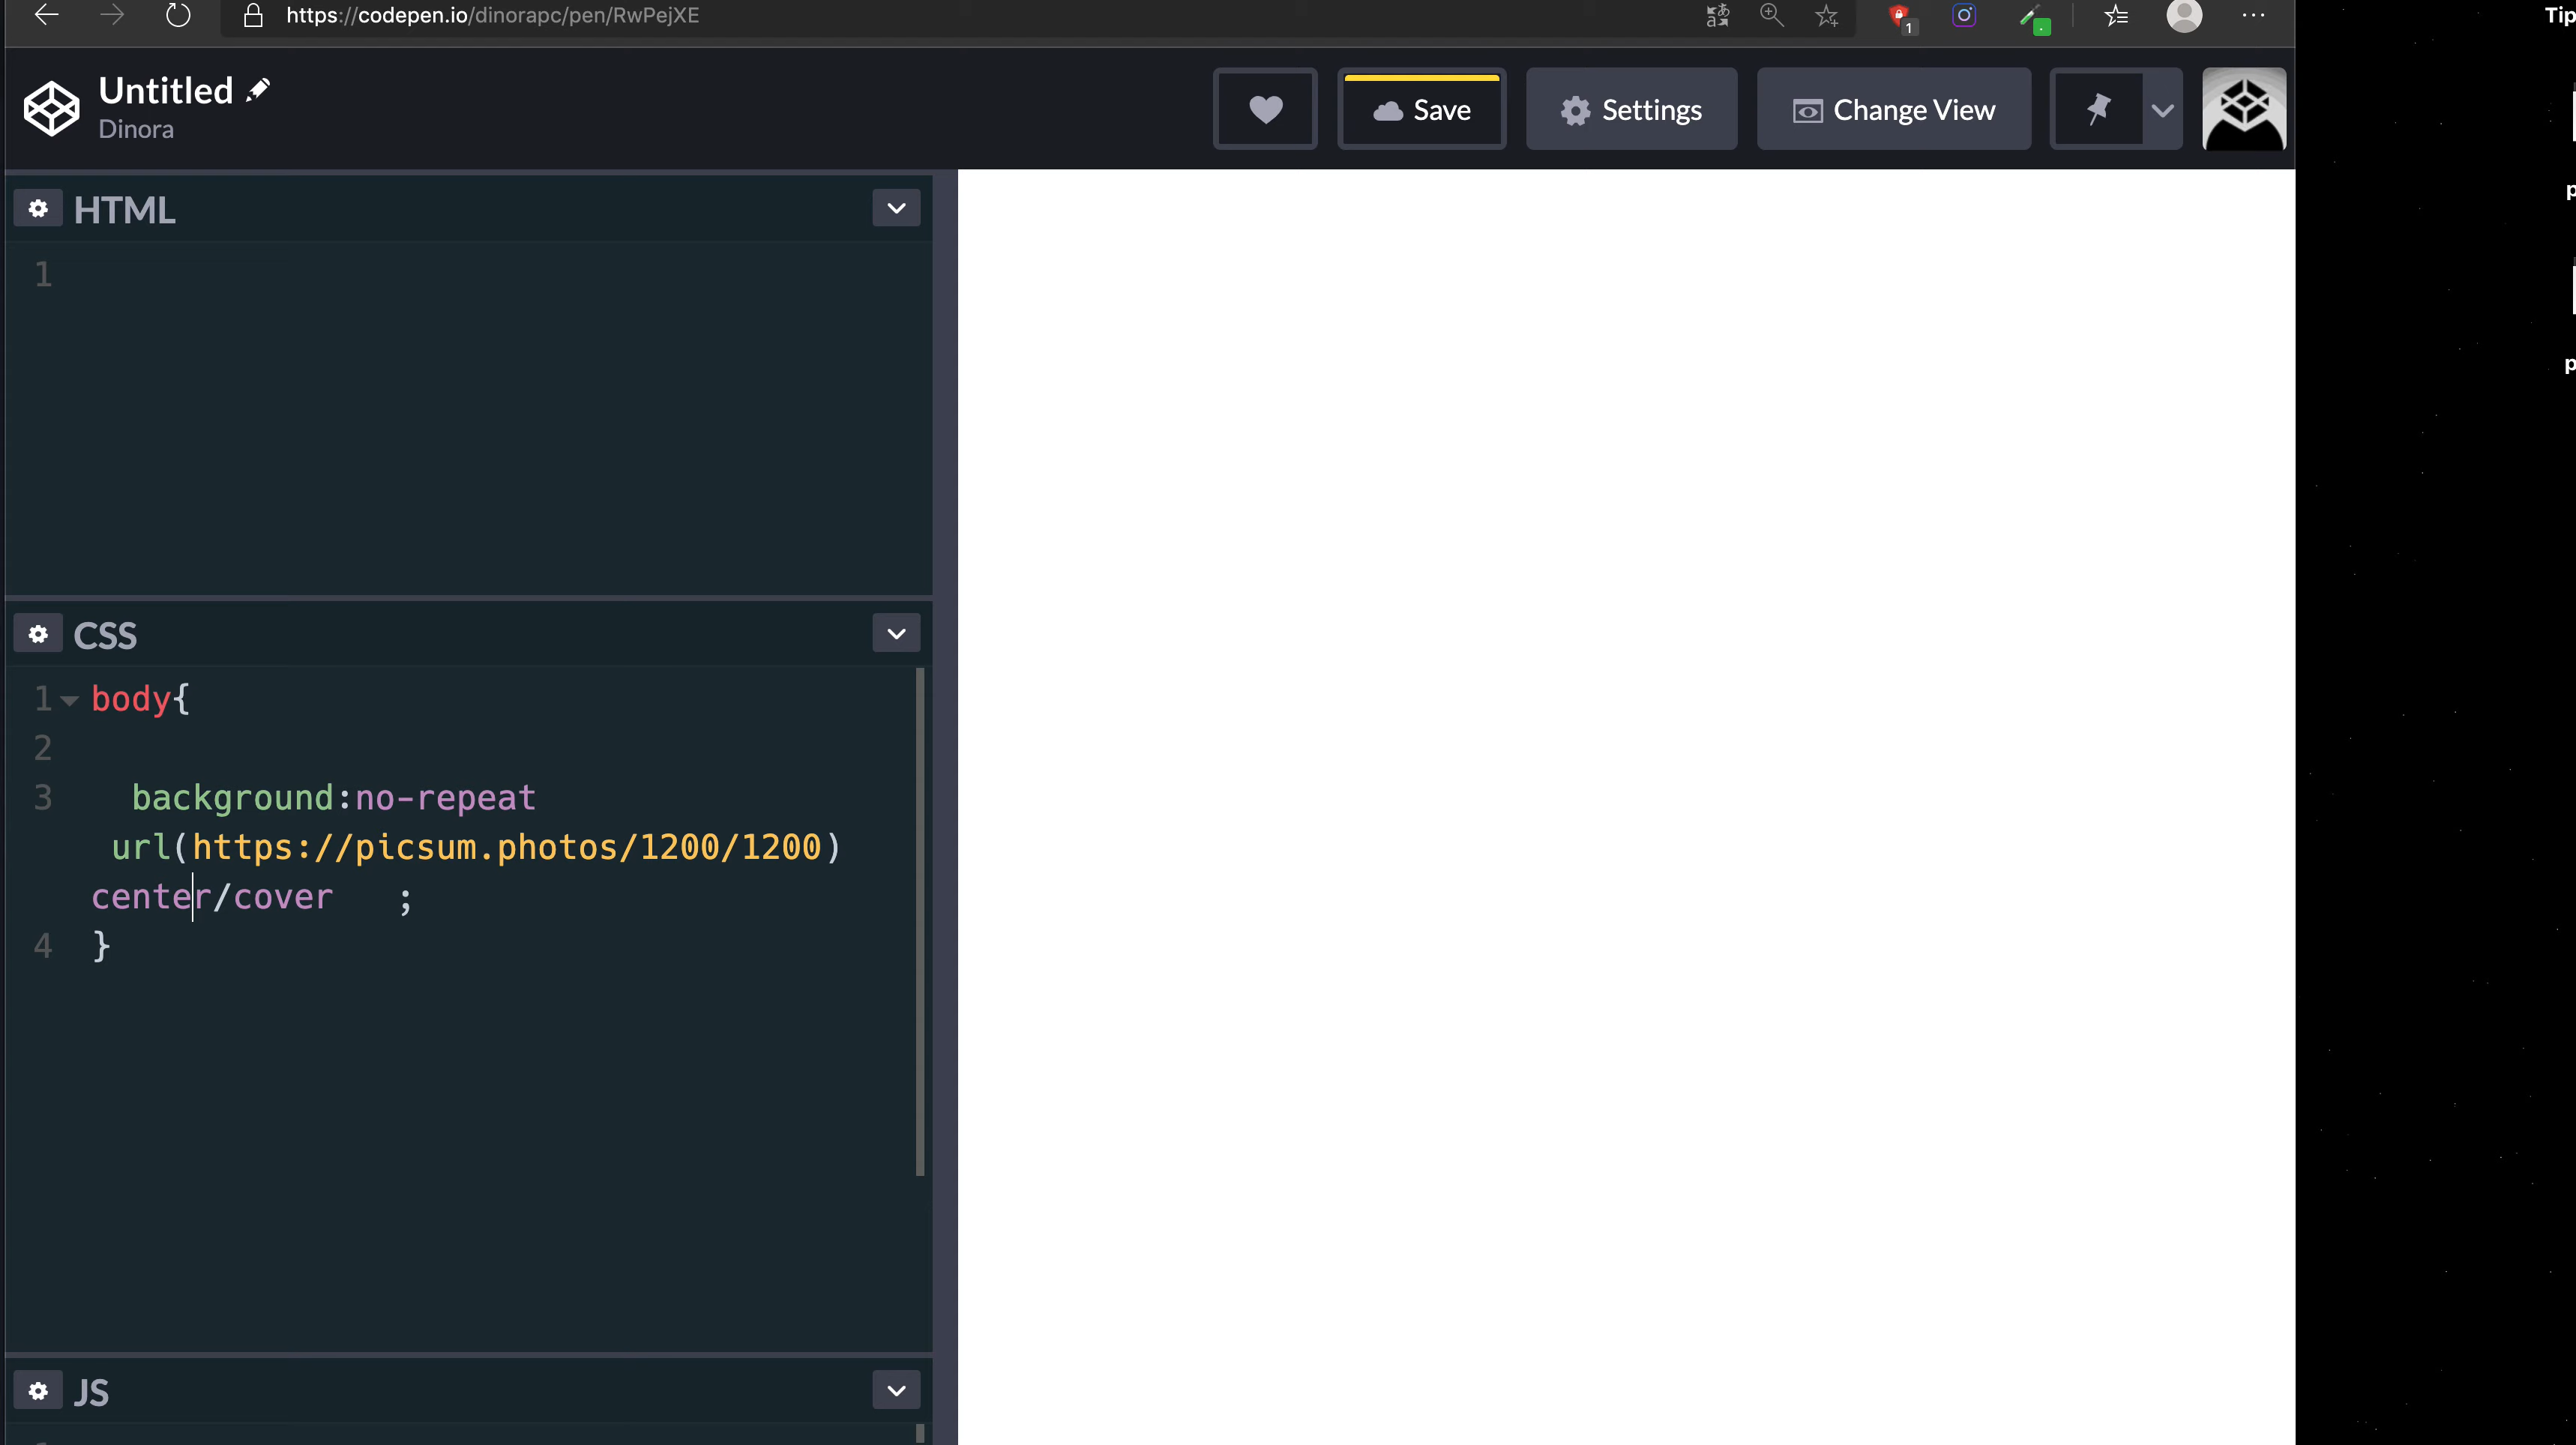 https://codepen.io/dinorapc/pen/RwPejXE
1
Tip
Untitled
Dinora
Save
Settings
Change View
HTML
1
CSS
1 body{
2
3 background:no-repeat
url(https://picsum.photos/1200/1200)
center/cover ;
4 }
JS
p
p